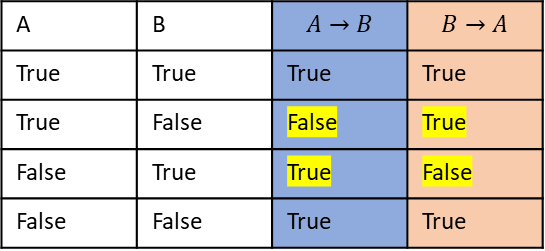 A B A → B B → A
True True True True
True False False True
False True True False
False False True True